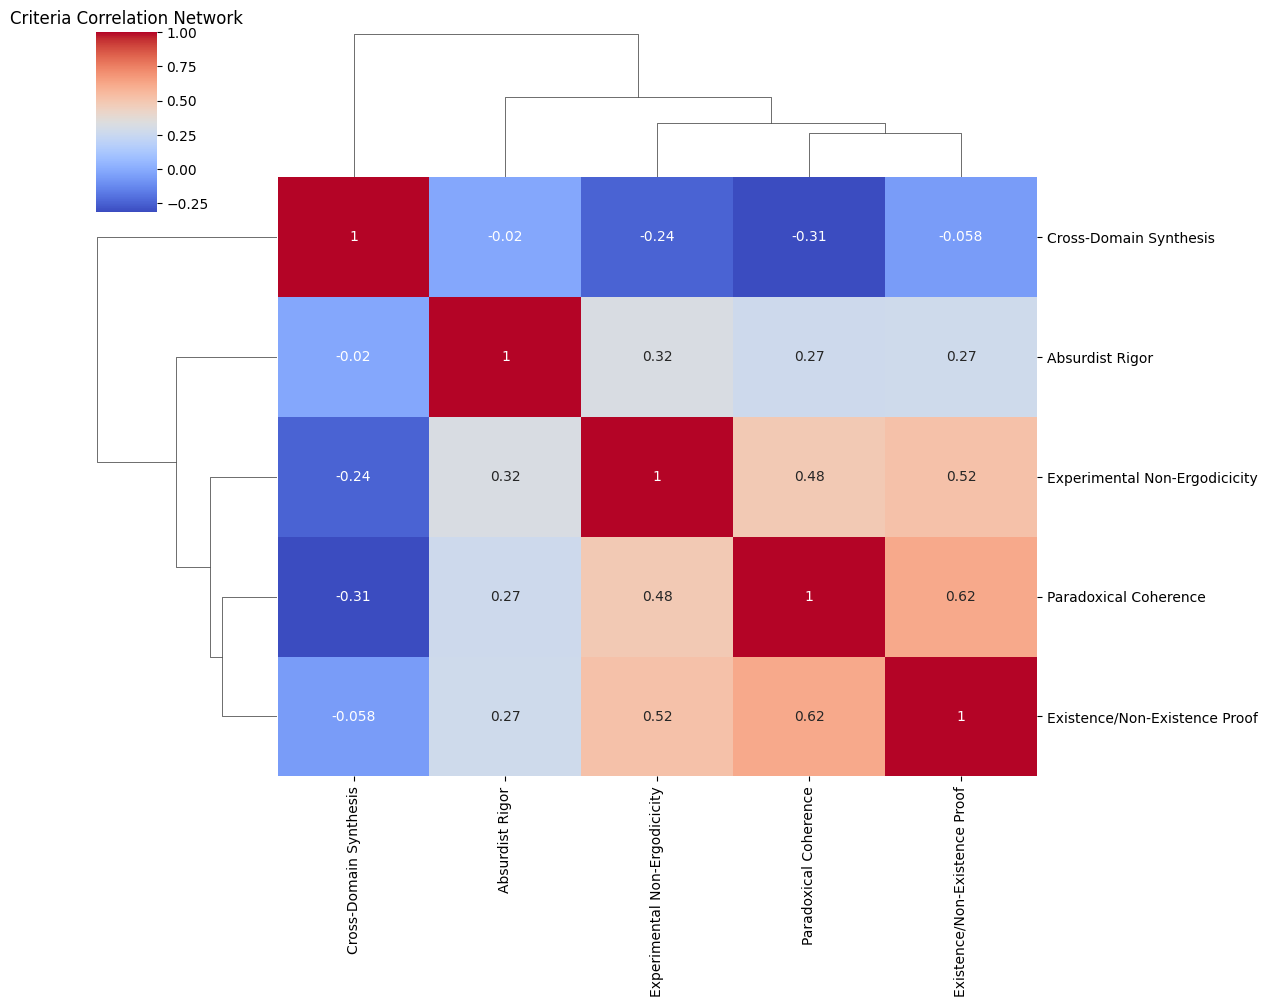 Criteria Correlation Network
1.00
0.75
0.50
0.25
0.00
−0.25
1 -0.02 -0.24 -0.31 -0.058 Cross-Domain Synthesis
-0.02 1 0.32 0.27 0.27 Absurdist Rigor
-0.24 0.32 1 0.48 0.52 Experimental Non-Ergodicicity
-0.31 0.27 0.48 1 0.62 Paradoxical Coherence
-0.058 0.27 0.52 0.62 1 Existence/Non-Existence Proof
Cross-Domain Synthesis
Absurdist Rigor
Experimental Non-Ergodicicity
Paradoxical Coherence
Existence/Non-Existence Proof